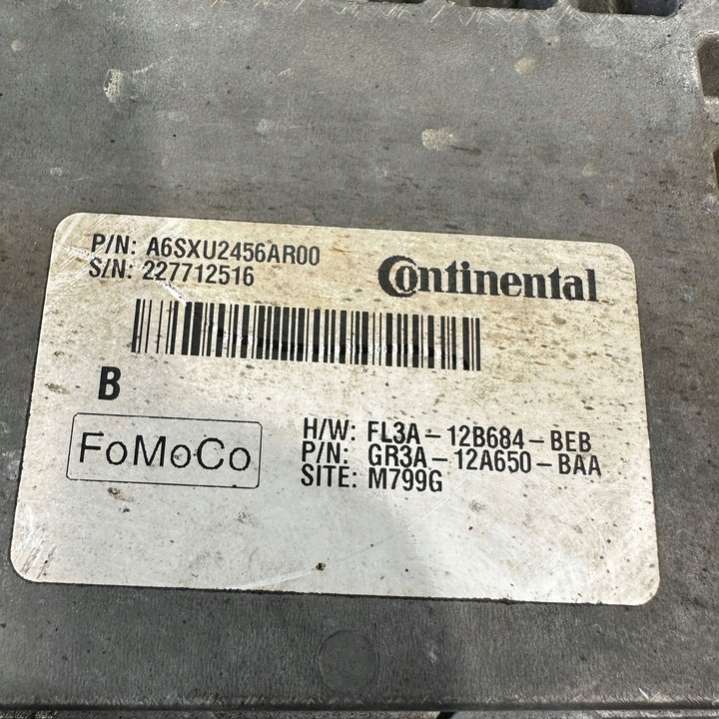 P/N: A6SXU2456AR00
S/N: 227712516
Continental
B
FoMoCo
H/W: FL3A-12B684-BEB
P/N: GR3A-12A650-BAA
SITE: M799G